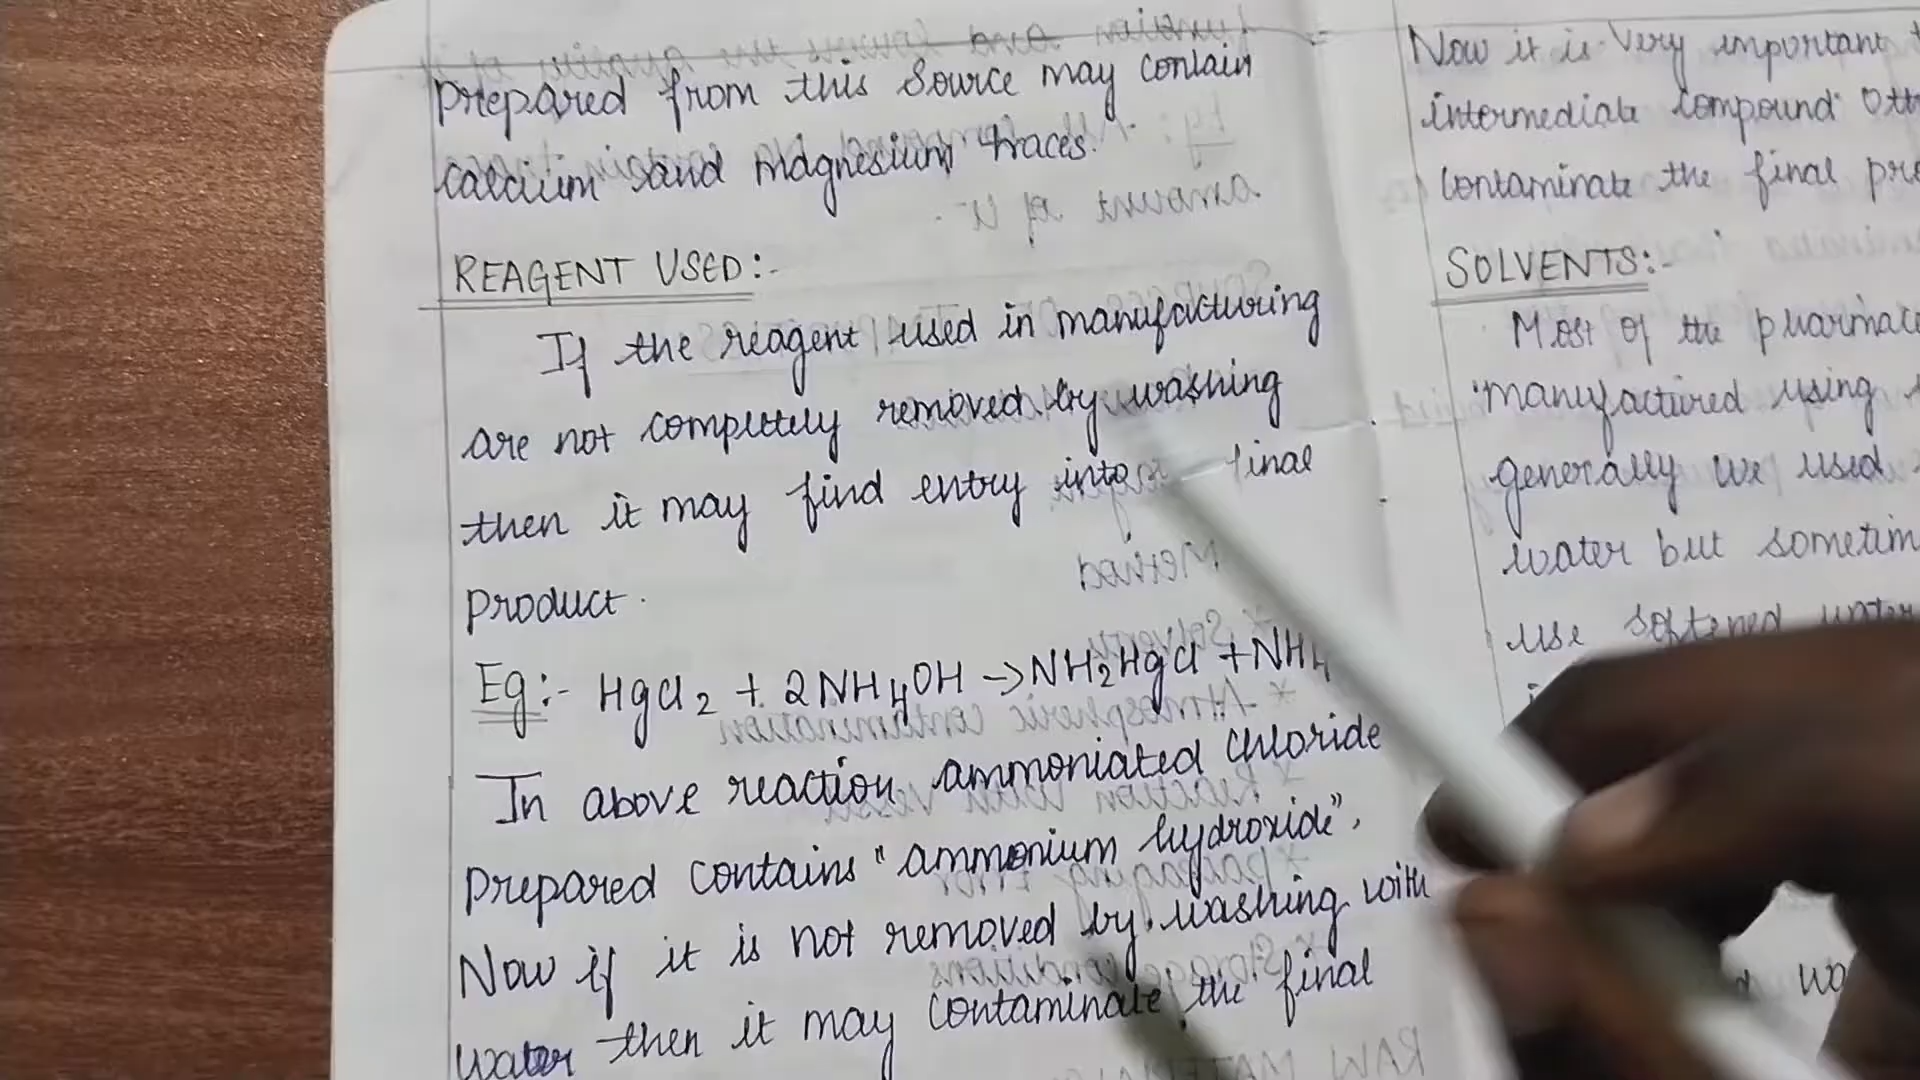 prepared from this source may contain
calcium and magnesium traces.
REAGENT USED:-
If the reagent used in manufacturing
are not completely removed by washing
then it may find entry into final
product.
Eg:- HgCl2 + 2NH4OH → NH2HgCl + NH4
In above reaction ammoniated chloride
prepared contains "ammonium hydroxide".
Now if it is not removed by washing with
water then it may contaminate the final
Now it is very important
intermediate compound
contaminate the final
SOLVENTS:-
Most of the
manufactured using
generally we used
water but
use softened water